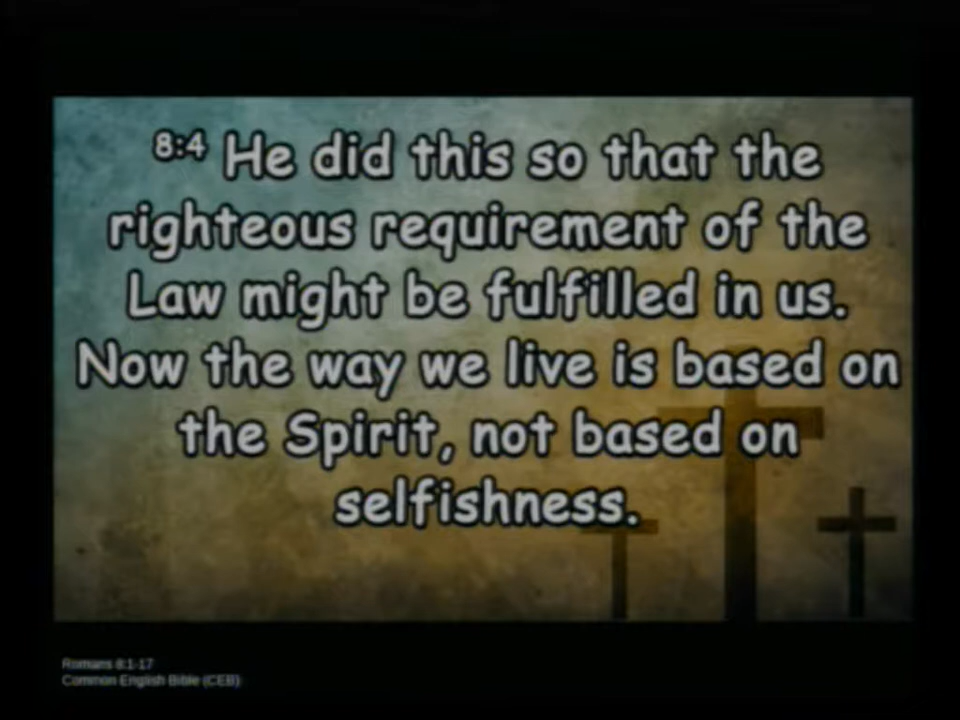 8:4 He did this so that the
righteous requirement of the
Law might be fulfilled in us.
Now the way we live is based on
the Spirit, not based on
selfishness.
Romans 8:1-17
Common English Bible (CEB)